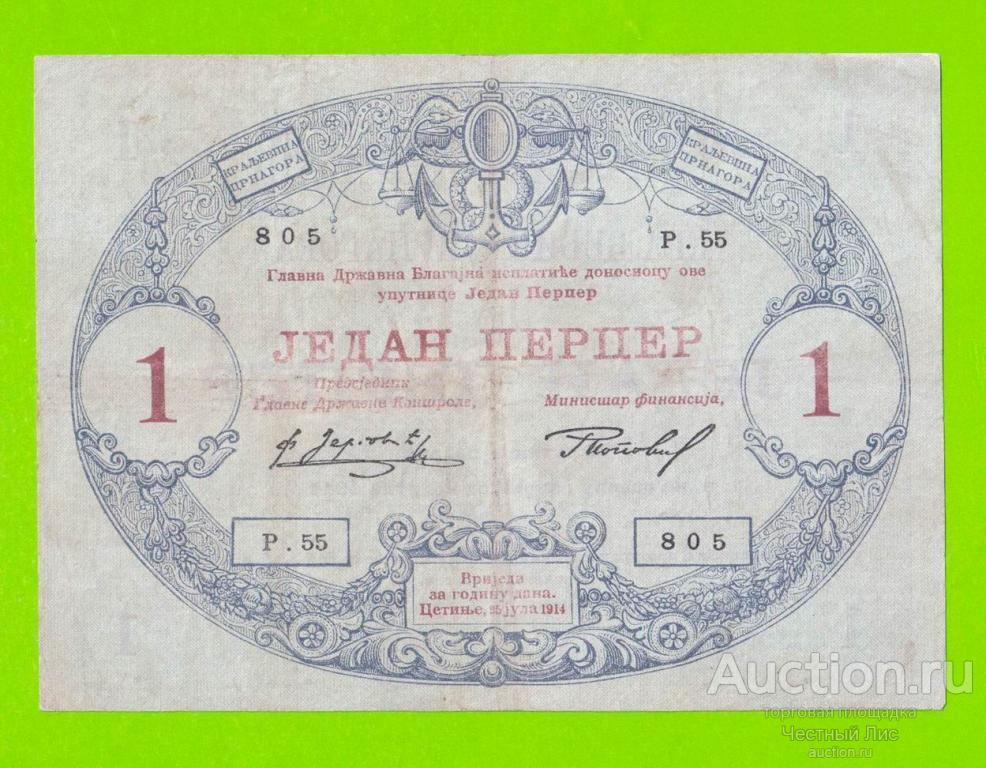 КРАЉЕВИНА
ЦРНАГОРА
КРАЉЕВИНА
ЦРНАГОРА
805
Р.55
Главна Државна Благајна исплатиће доносиоцу ове
упутнице Један Перпер
ЈЕДАН ПЕРПЕР
1
1
Предсједник
Главне Државне Контроле,
Министар финансија,
Р.55
805
Вриједи
за годину дана.
Цетиње, 25 јула 1914
Auction.ru
торговая площадка
Честный Лис
auction.ru